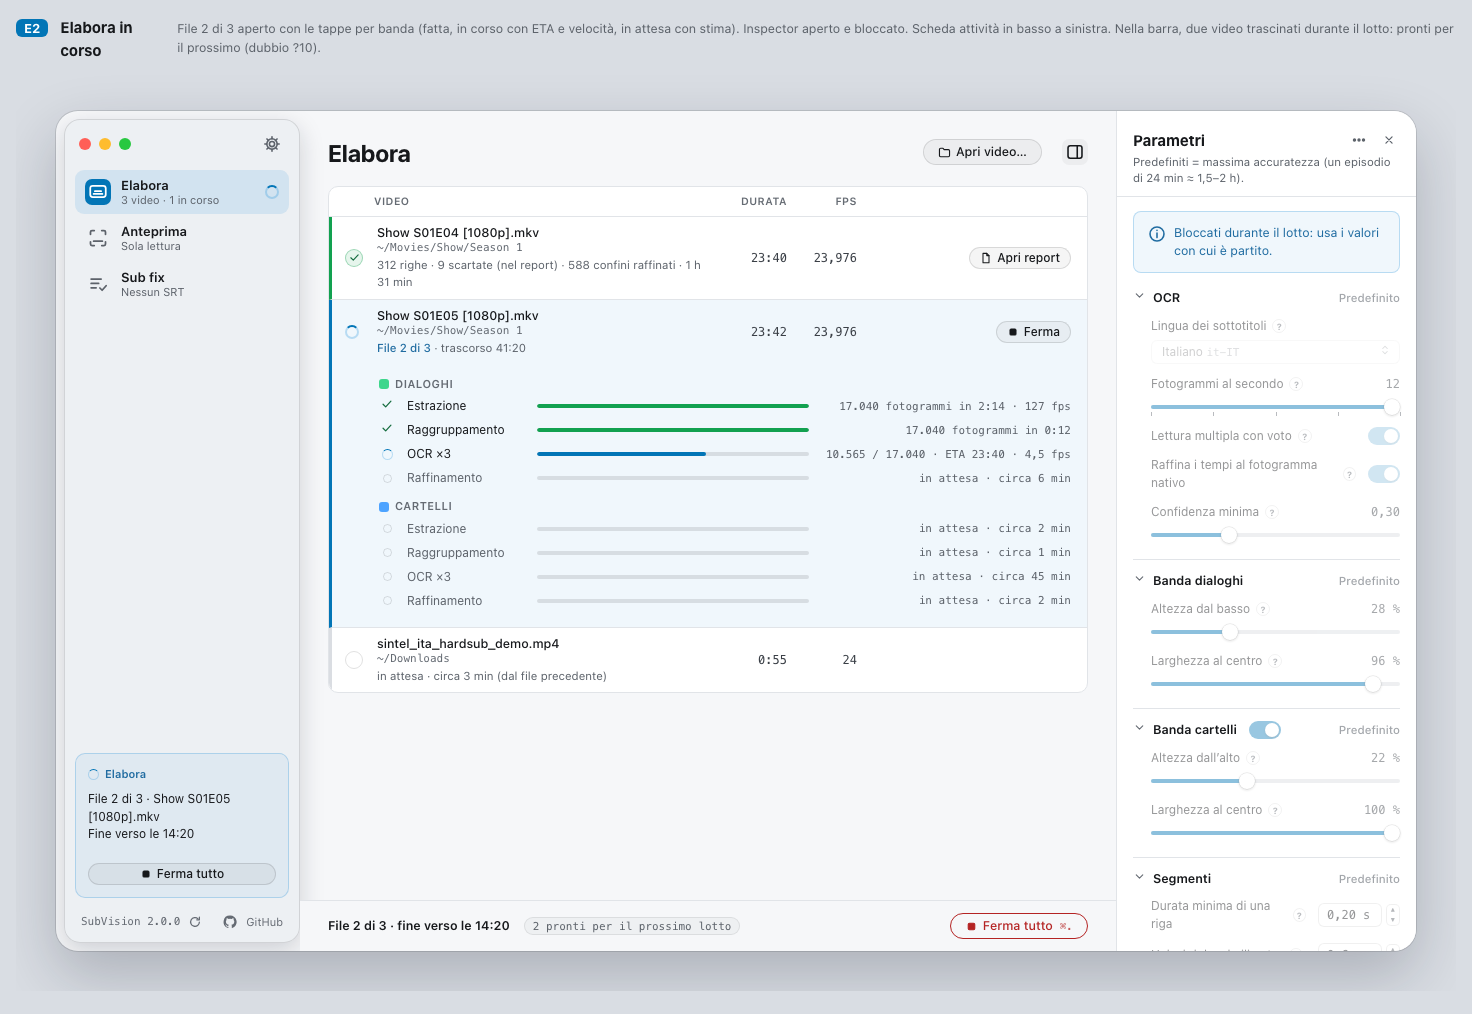 E2
Elabora in
corso
File 2 di 3 aperto con le tappe per banda (fatta, in corso con ETA e velocità, in attesa con stima). Inspector aperto e bloccato. Scheda attività in basso a sinistra. Nella barra, due video trascinati durante il lotto: pronti per
il prossimo (dubbio ?10).
Elabora
3 video · 1 in corso
Anteprima
Sola lettura
Sub fix
Nessun SRT
Elabora
File 2 di 3 · Show S01E05
[1080p].mkv
Fine verso le 14:20
Ferma tutto
SubVision 2.0.0
GitHub
Elabora
Apri video…
VIDEO DURATA FPS
Show S01E04 [1080p].mkv
~/Movies/Show/Season 1
312 righe · 9 scartate (nel report) · 588 confini raffinati · 1 h
31 min
23:40 23,976
Apri report
Show S01E05 [1080p].mkv
~/Movies/Show/Season 1
File 2 di 3 · trascorso 41:20
23:42 23,976
Ferma
DIALOGHI
Estrazione 17.040 fotogrammi in 2:14 · 127 fps
Raggruppamento 17.040 fotogrammi in 0:12
OCR ×3 10.565 / 17.040 · ETA 23:40 · 4,5 fps
Raffinamento in attesa · circa 6 min
CARTELLI
Estrazione in attesa · circa 2 min
Raggruppamento in attesa · circa 1 min
OCR ×3 in attesa · circa 45 min
Raffinamento in attesa · circa 2 min
sintel_ita_hardsub_demo.mp4
~/Downloads
in attesa · circa 3 min (dal file precedente)
0:55 24
File 2 di 3 · fine verso le 14:20
2 pronti per il prossimo lotto
Ferma tutto ⌘.
Parametri
Predefiniti = massima accuratezza (un episodio
di 24 min ≈ 1,5–2 h).
Bloccati durante il lotto: usa i valori
con cui è partito.
OCR Predefinito
Lingua dei sottotitoli ?
Italiano it-IT
Fotogrammi al secondo ? 12
Lettura multipla con voto ?
Raffina i tempi al fotogramma
nativo ?
Confidenza minima ? 0,30
Banda dialoghi Predefinito
Altezza dal basso ? 28 %
Larghezza al centro ? 96 %
Banda cartelli Predefinito
Altezza dall'alto ? 22 %
Larghezza al centro ? 100 %
Segmenti Predefinito
Durata minima di una
riga ? 0,20 s